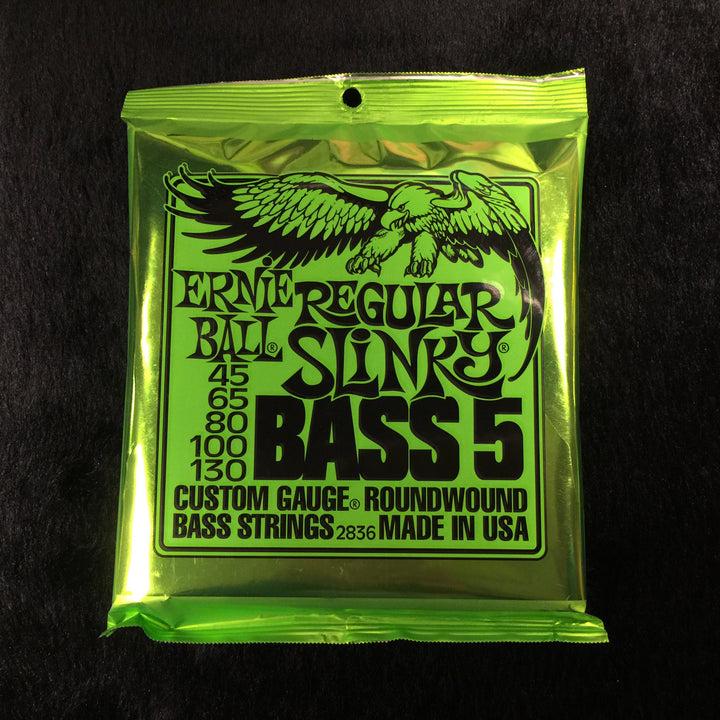 ERNIE BALL®
REGULAR SLINKY®
45
65
80
100
130
BASS 5
CUSTOM GAUGE® ROUNDWOUND
BASS STRINGS 2836 MADE IN USA